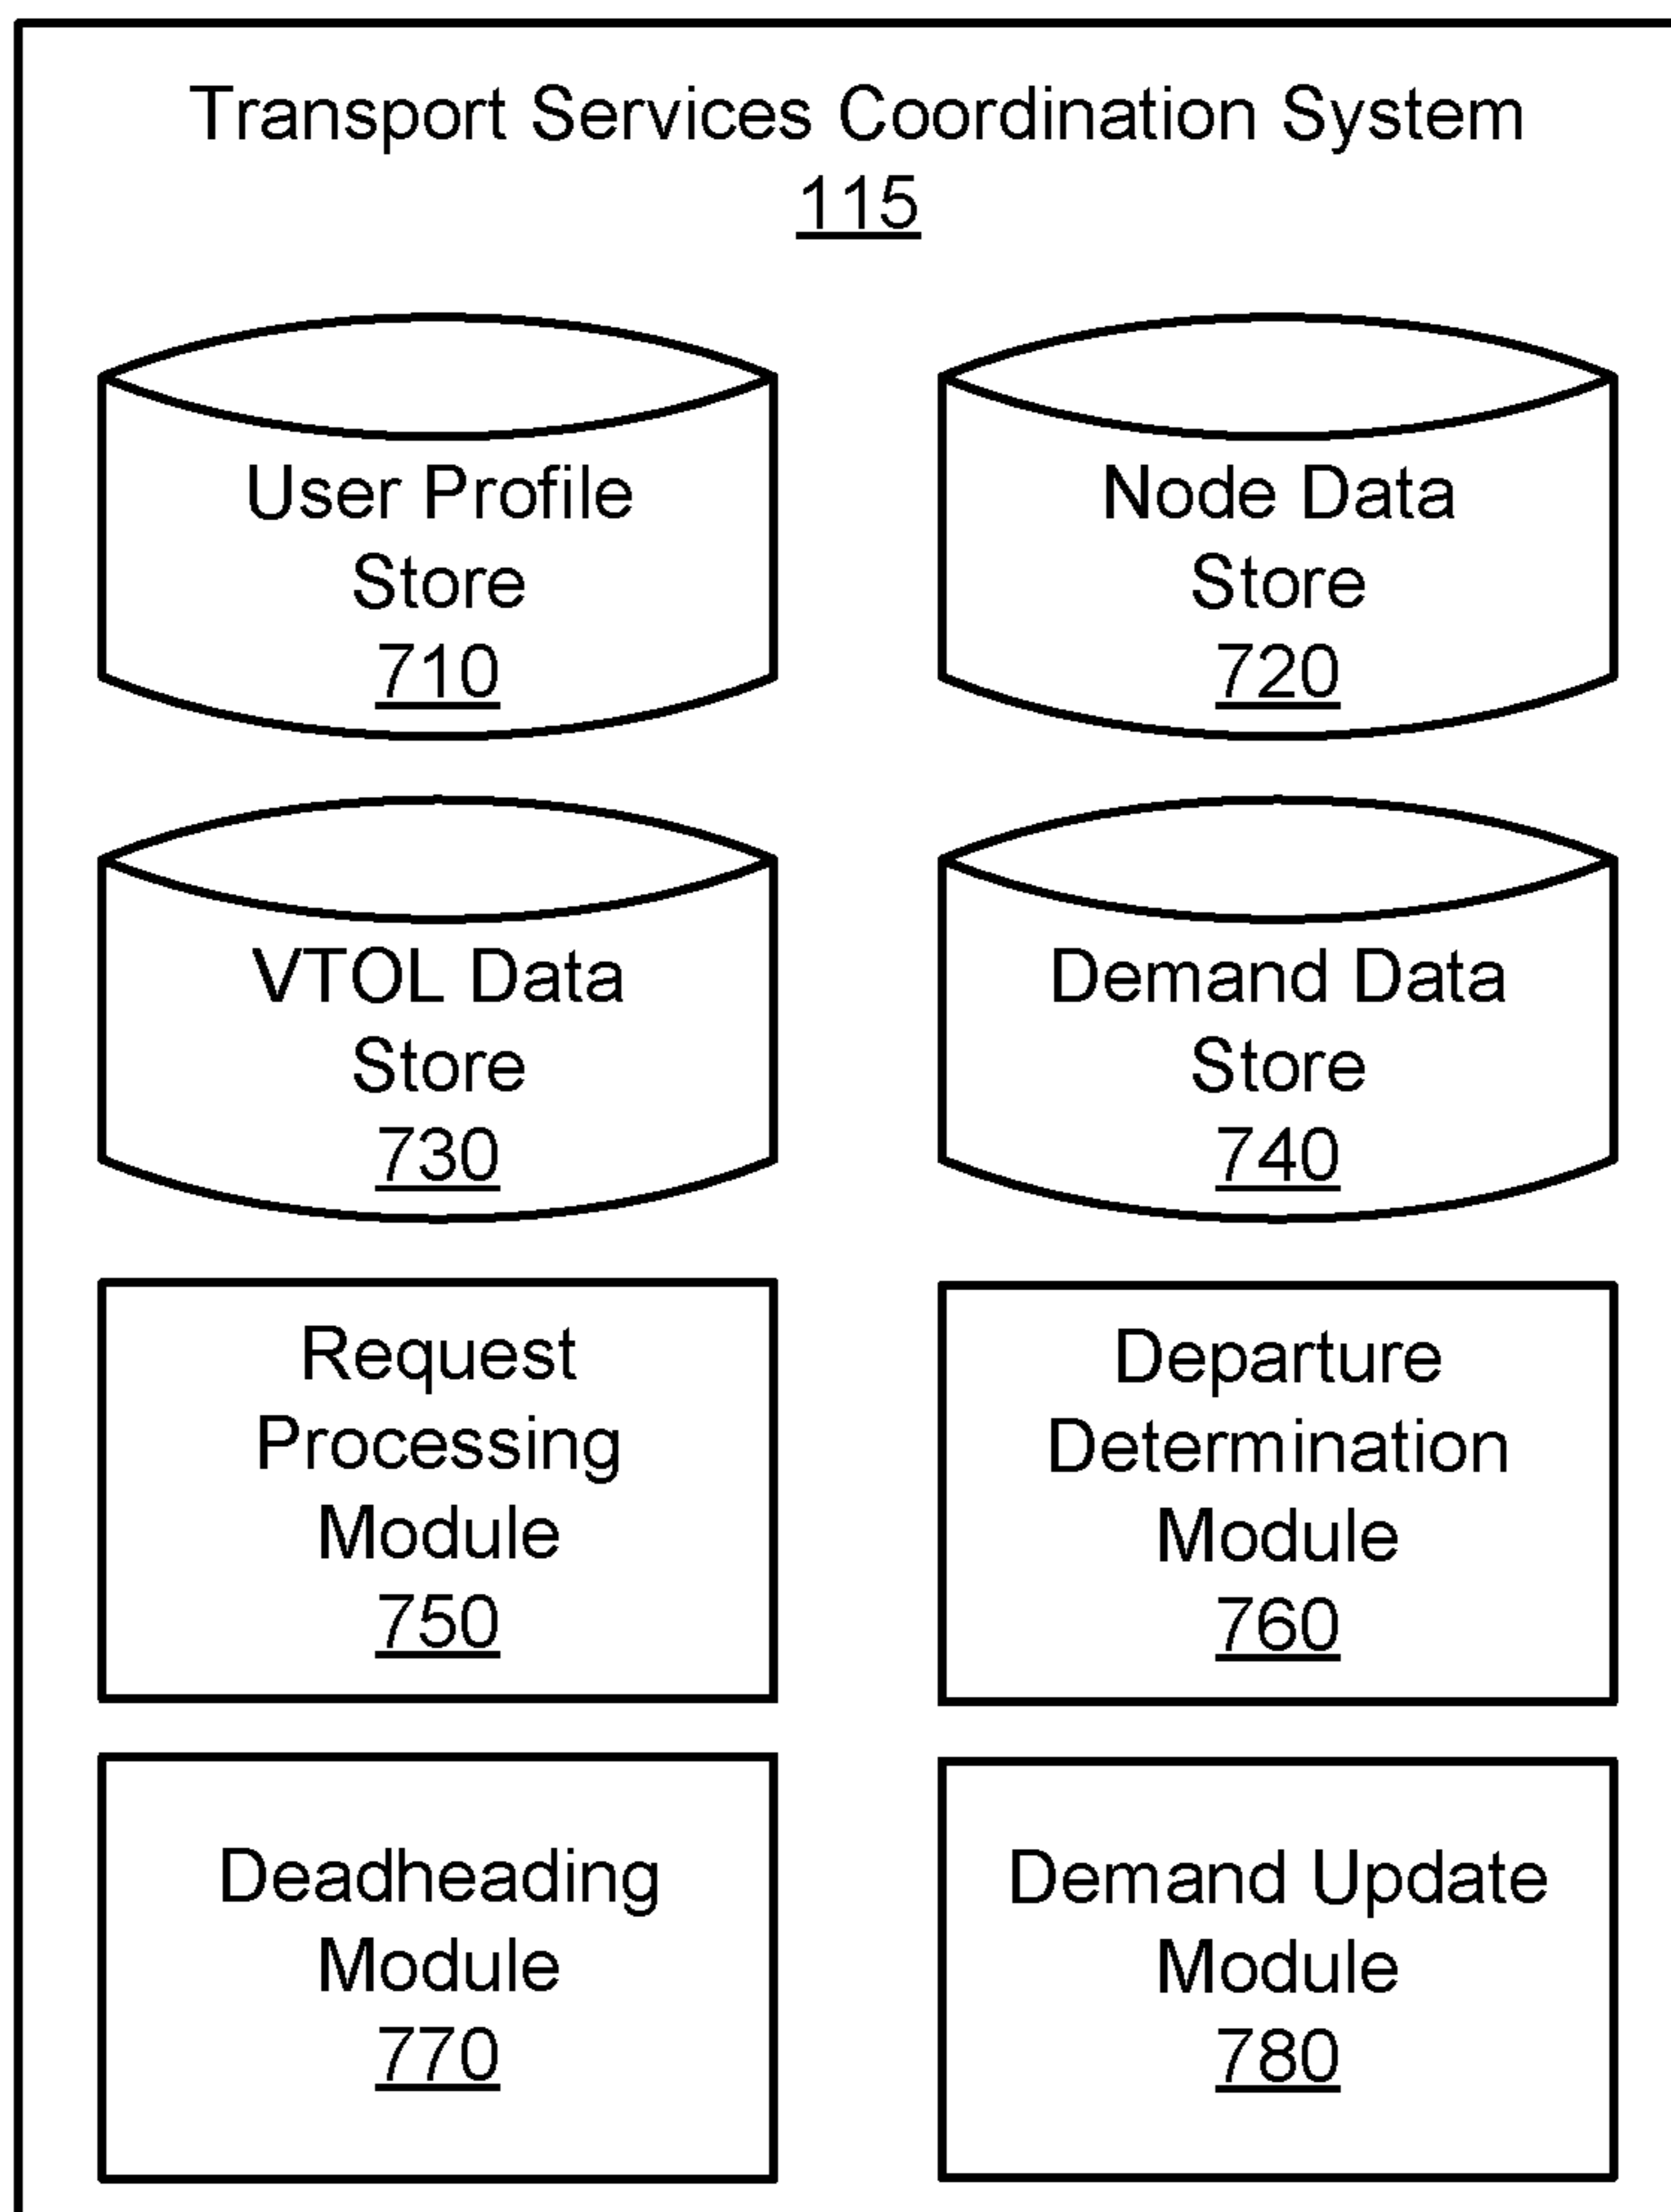 Transport Services Coordination System
115
User Profile
Store
710
Node Data
Store
720
VTOL Data
Store
730
Demand Data
Store
740
Request
Processing
Module
750
Departure
Determination
Module
760
Deadheading
Module
770
Demand Update
Module
780